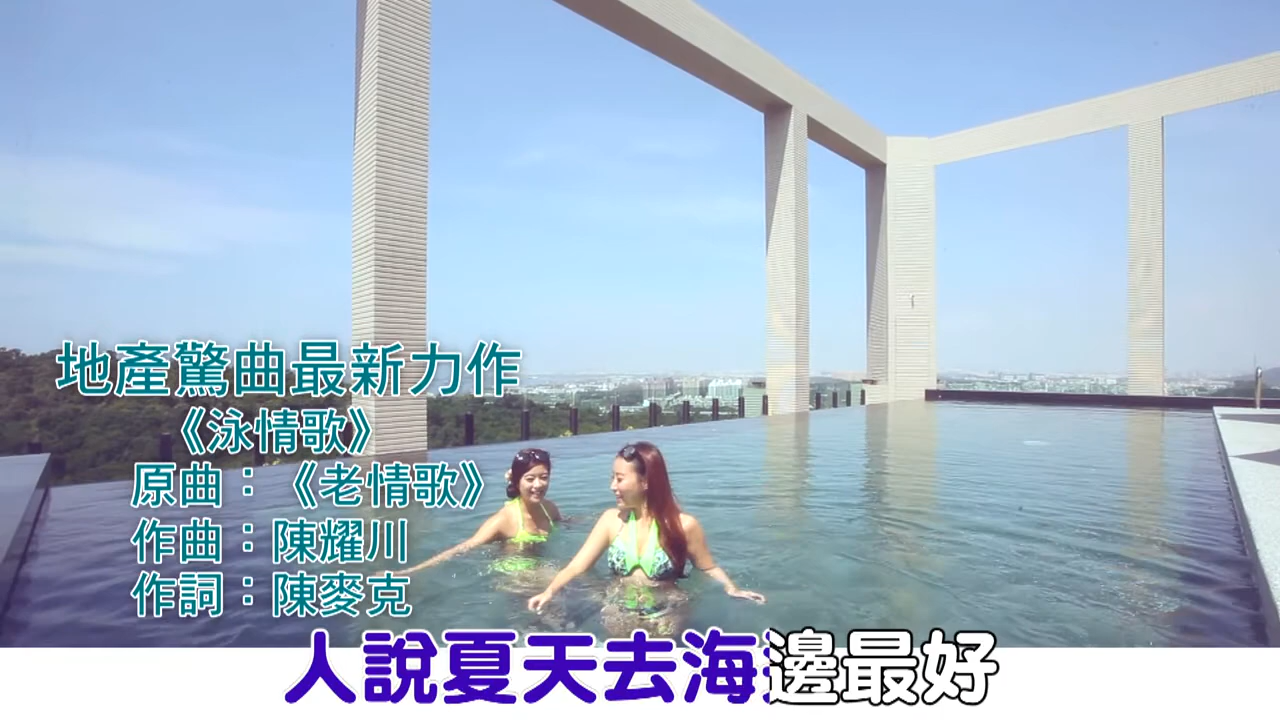 地產驚曲最新力作
《泳情歌》
原曲：《老情歌》
作曲：陳耀川
作詞：陳麥克
人說夏天去海邊最好